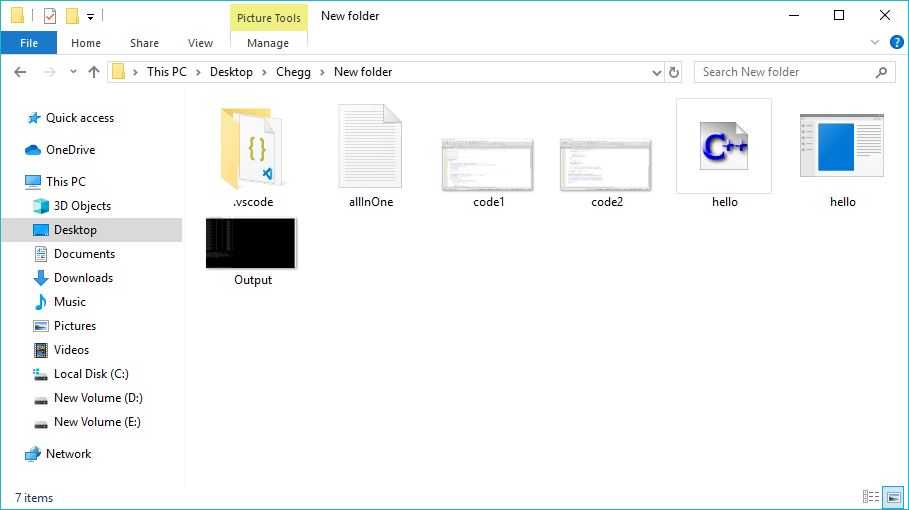 Picture Tools New folder
File Home Share View Manage
This PC Desktop Chegg New folder
Search New folder
Quick access
OneDrive
This PC
3D Objects
Desktop
Documents
Downloads
Music
Pictures
Videos
Local Disk (C:)
New Volume (D:)
New Volume (E:)
Network
{ }
C++
.vscode allInOne code1 code2 hello hello
Output
7 items